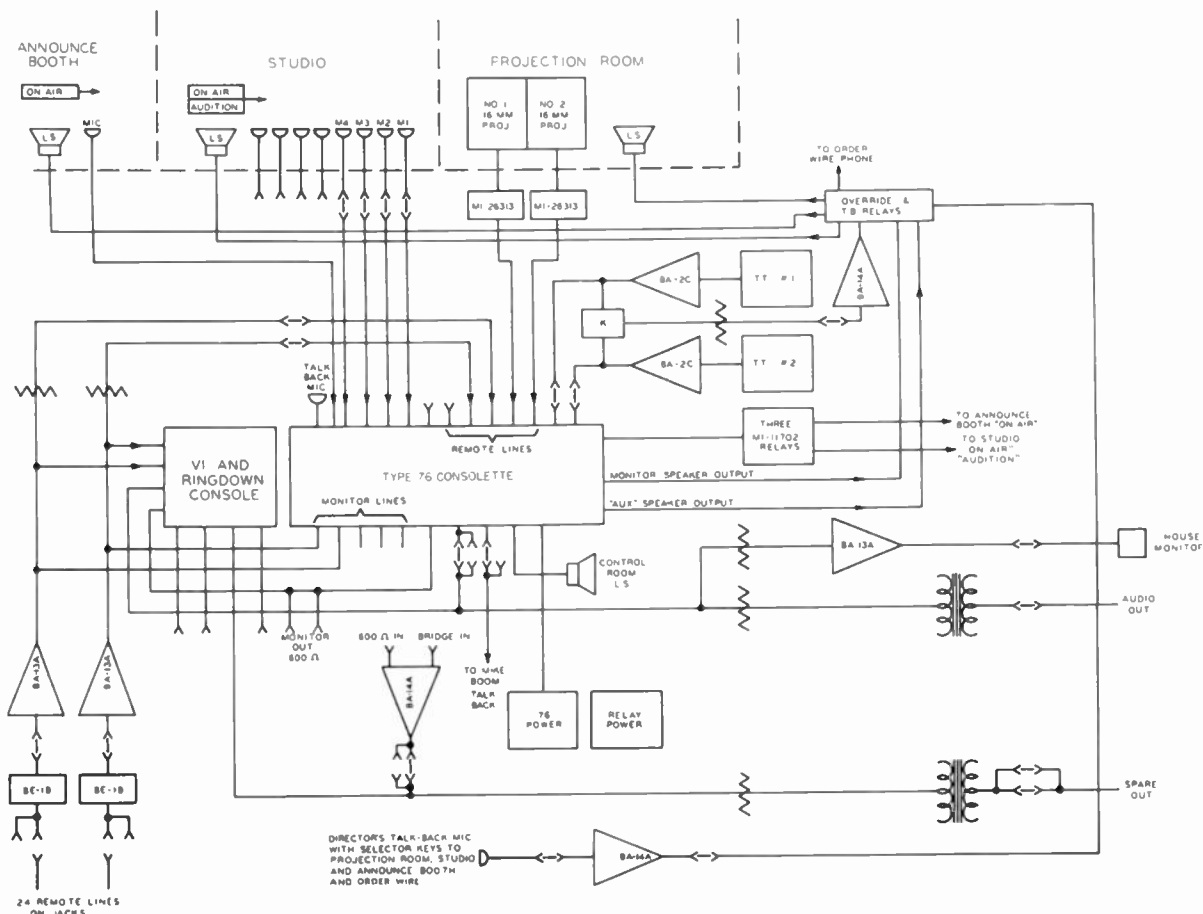 ANNOUNCE
BOOTH
STUDIO
PROJECTION ROOM
ON AIR
ON AIR
AUDITION
LS
MIC
LS
M4 M3 M2 M1
NO. 1
16 MM
PROJ
NO. 2
16 MM
PROJ
LS
TO ORDER
WIRE PHONE
MI-26313
MI-26313
OVERRIDE &
T.B RELAYS
BA-2C
TT #1
BA-14A
K
BA-2C
TT #2
TALK
BACK
MIC
REMOTE LINES
THREE
MI-11702
RELAYS
TO ANNOUNCE
BOOTH "ON AIR"
TO STUDIO
ON AIR"
"AUDITION"
VI AND
RINGDOWN
CONSOLE
TYPE 76 CONSOLETTE
MONITOR LINES
MONITOR SPEAKER OUTPUT
"AUX" SPEAKER OUTPUT
BA-13A
HOUSE
MONITOR
CONTROL
ROOM
LS
AUDIO
OUT
MONITOR
OUT
600 Ω
600 Ω IN
BRIDGE IN
BA-13A
BA-13A
BA-14A
TO MIKE
BOOM
TALK
BACK
76
POWER
RELAY
POWER
BE-1B
BE-1B
SPARE
OUT
DIRECTOR'S TALK-BACK MIC
WITH SELECTOR KEYS TO
PROJECTION ROOM, STUDIO
AND ANNOUNCE BOOTH
AND ORDER WIRE
BA-14A
24 REMOTE LINES
ON JACKS